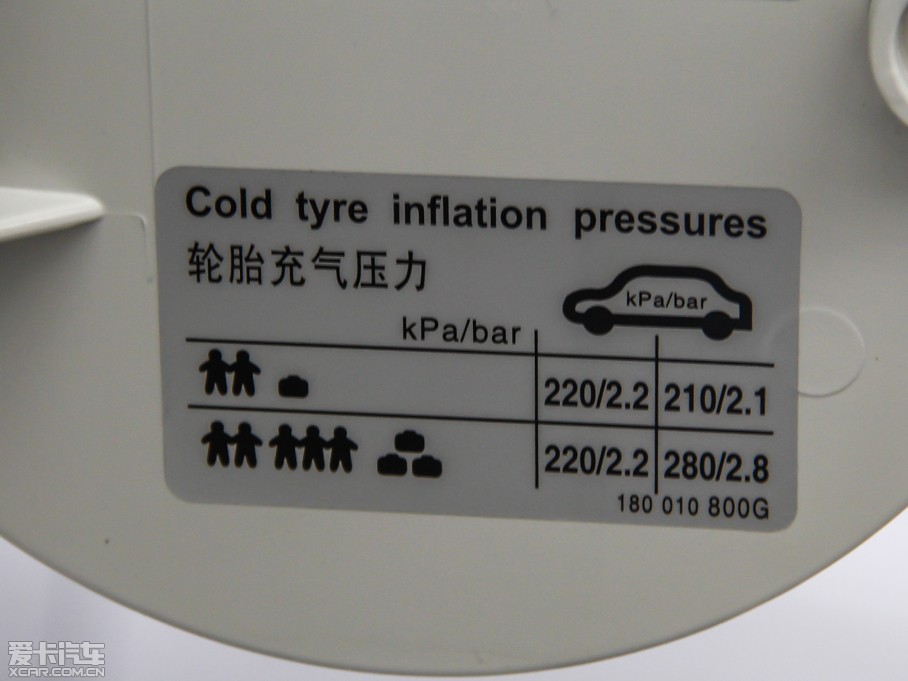 Cold tyre inflation pressures
轮胎充气压力
kPa/bar
kPa/bar
220/2.2 210/2.1
220/2.2 280/2.8
180 010 800G
爱卡汽车
XCAR.COM.CN